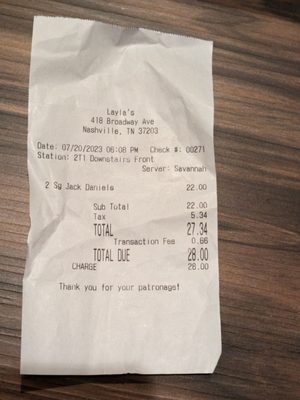 Layla's
418 Broadway Ave
Nashville, TN 37203
Date: 07/20/2023 06:08 PM Check #: 00271
Station: 2T1 Downstairs Front
Server: Savannah
2 Sg Jack Daniels 22.00
Sub Total 22.00
Tax 5.34
TOTAL 27.34
Transaction Fee 0.66
TOTAL DUE 28.00
CHARGE 28.00
Thank you for your patronage!